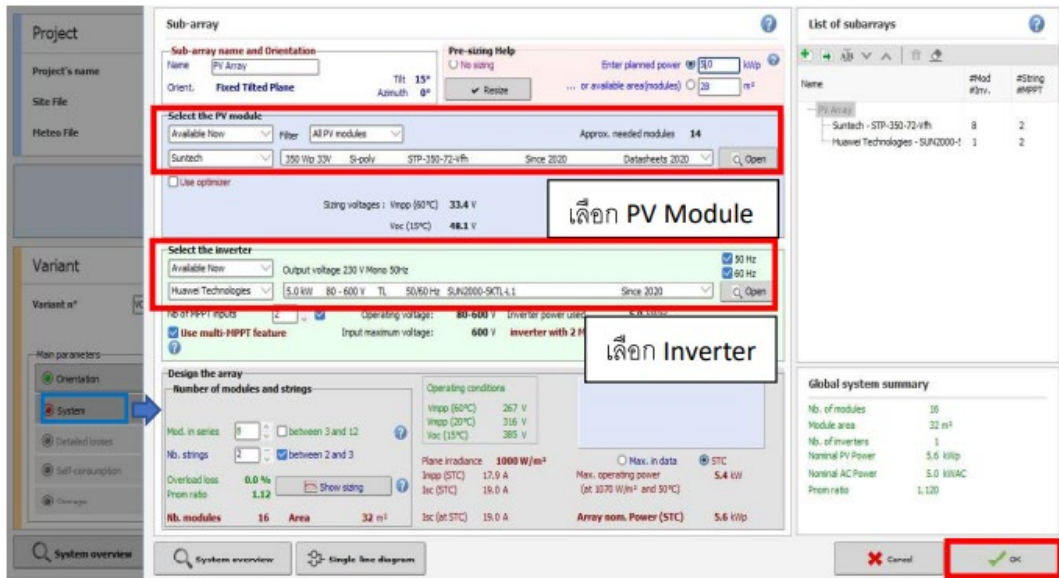 Project
Project's name
Site File
Meteo File
Variant
Variant n°
Main parameters
Orientation
System
Detailed losses
Self-consumption
Storage
System overview
Sub-array
Sub-array name and Orientation
Name PV Array
Orient. Fixed Tilted Plane
Tilt 15°
Azimuth 0°
Pre-sizing Help
No sizing
Enter planned power 5.0 kWp
Resize
... or available area(modules) 28 m²
Select the PV module
Available Now Filter All PV modules
Approx. needed modules 14
Suntech 350 Wp 33V Si-poly STP-350-72-Vfh Since 2020 Datasheets 2020 Open
Use optimizer
Sizing voltages : Vmpp (60°C) 33.4 V
Voc (15°C) 48.1 V
เลือก PV Module
Select the inverter
50 Hz
60 Hz
Available Now Output voltage 230 V Mono 50Hz
Huawei Technologies 5.0 kW 80 - 600 V TL 50/60 Hz SUN2000-5KTL-L1 Since 2020 Open
Nb of MPPT inputs 2
Operating voltage: 80-600 V Inverter power used
Use multi-MPPT feature
Input maximum voltage: 600 V inverter with 2
เลือก Inverter
Design the array
Number of modules and strings
Mod. in series 8 between 3 and 12
Nb. strings 2 between 2 and 3
Overload loss 0.0 %
Pnom ratio 1.12
Show sizing
Nb. modules 16 Area 32 m²
Operating conditions
Vmpp (60°C) 267 V
Vmpp (20°C) 316 V
Voc (15°C) 385 V
Plane irradiance 1000 W/m²
Impp (STC) 17.9 A
Isc (STC) 19.0 A
Isc (at STC) 19.0 A
Max. in data STC
Max. operating power 5.4 kW
(at 1070 W/m² and 50°C)
Array nom. Power (STC) 5.6 kWp
System overview
Single line diagram
List of subarrays
Name
#Mod #String
#Inv. #MPPT
PV Array
Suntech - STP-350-72-Vfh 8 2
Huawei Technologies - SUN2000-5 1 2
Global system summary
Nb. of modules 16
Module area 32 m²
Nb. of inverters 1
Nominal PV Power 5.6 kWp
Nominal AC Power 5.0 kWAC
Pnom ratio 1.120
Cancel
OK